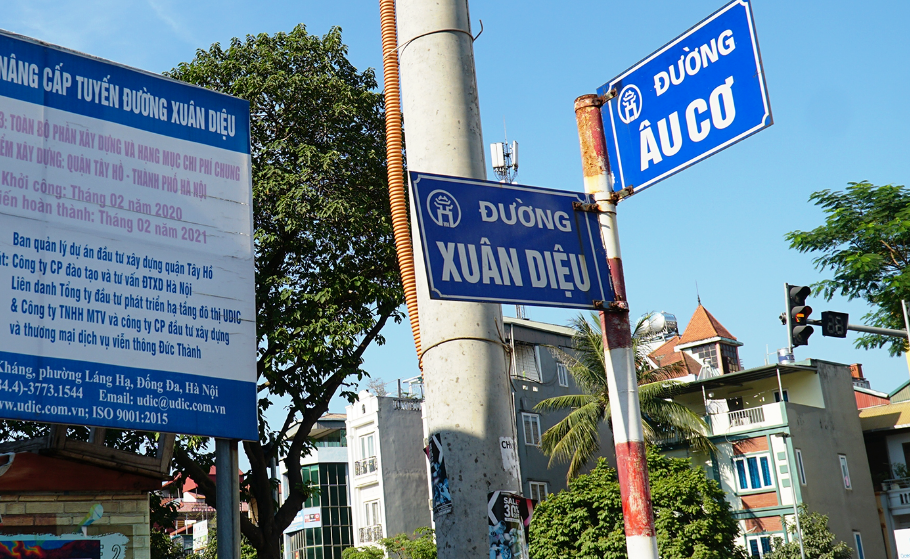 NÂNG CẤP TUYẾN ĐƯỜNG XUÂN DIỆU
3: TOÀN BỘ PHẦN XÂY DỰNG VÀ HẠNG MỤC CHI PHÍ CHUNG
ĐIỂM XÂY DỰNG: QUẬN TÂY HỒ - THÀNH PHỐ HÀ NỘI
Khởi công: Tháng 02 năm 2020
kiến hoàn thành: Tháng 02 năm 2021
Ban quản lý dự án đầu tư xây dựng quận Tây Hồ
Công ty CP đào tạo và tư vấn ĐTXD Hà Nội
Liên danh Tổng ty đầu tư phát triển hạ tầng đô thị-UDIC
& Công ty TNHH MTV và công ty CP đầu tư xây dựng
và thương mại dịch vụ viễn thông Đức Thành
Kháng, phường Láng Hạ, Đống Đa, Hà Nội
(84.4)-3773.1544 Email: udic@udic.com.vn
www.udic.com.vn; ISO 9001:2015
ĐƯỜNG
XUÂN DIỆU
ĐƯỜNG
ÂU CƠ
SALE